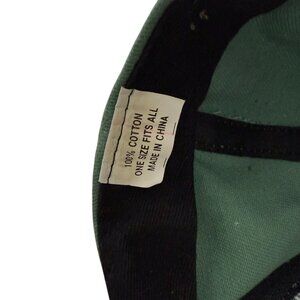 100% COTTON
ONE SIZE FITS ALL
MADE IN CHINA